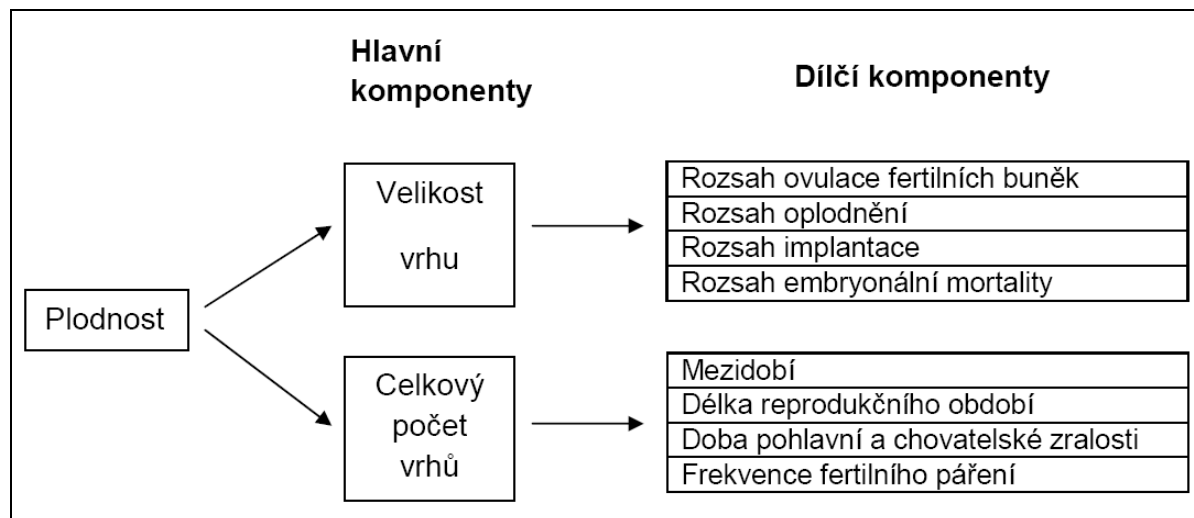 Hlavní
komponenty
Dílčí komponenty
Plodnost
Velikost
vrhu
Rozsah ovulace fertilních buněk
Rozsah oplodnění
Rozsah implantace
Rozsah embryonální mortality
Celkový
počet
vrhů
Mezidobí
Délka reprodukčního období
Doba pohlavní a chovatelské zralosti
Frekvence fertilního páření